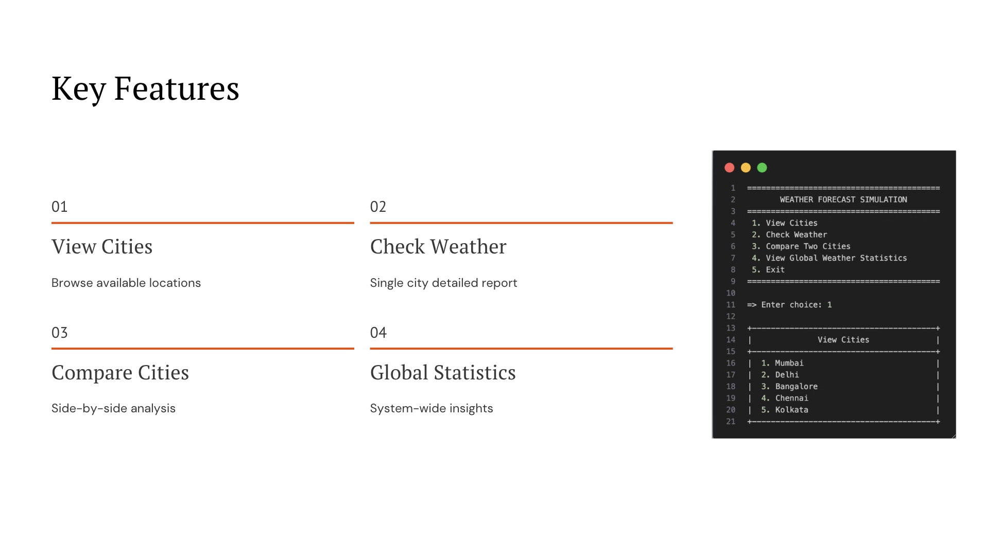 Key Features
01
View Cities
Browse available locations
02
Check Weather
Single city detailed report
03
Compare Cities
Side-by-side analysis
04
Global Statistics
System-wide insights
1 =========================================
2 WEATHER FORECAST SIMULATION
3 =========================================
4 1. View Cities
5 2. Check Weather
6 3. Compare Two Cities
7 4. View Global Weather Statistics
8 5. Exit
9 =========================================
10
11 => Enter choice: 1
12
13 +---------------------------------------+
14 | View Cities |
15 +---------------------------------------+
16 | 1. Mumbai |
17 | 2. Delhi |
18 | 3. Bangalore |
19 | 4. Chennai |
20 | 5. Kolkata |
21 +---------------------------------------+